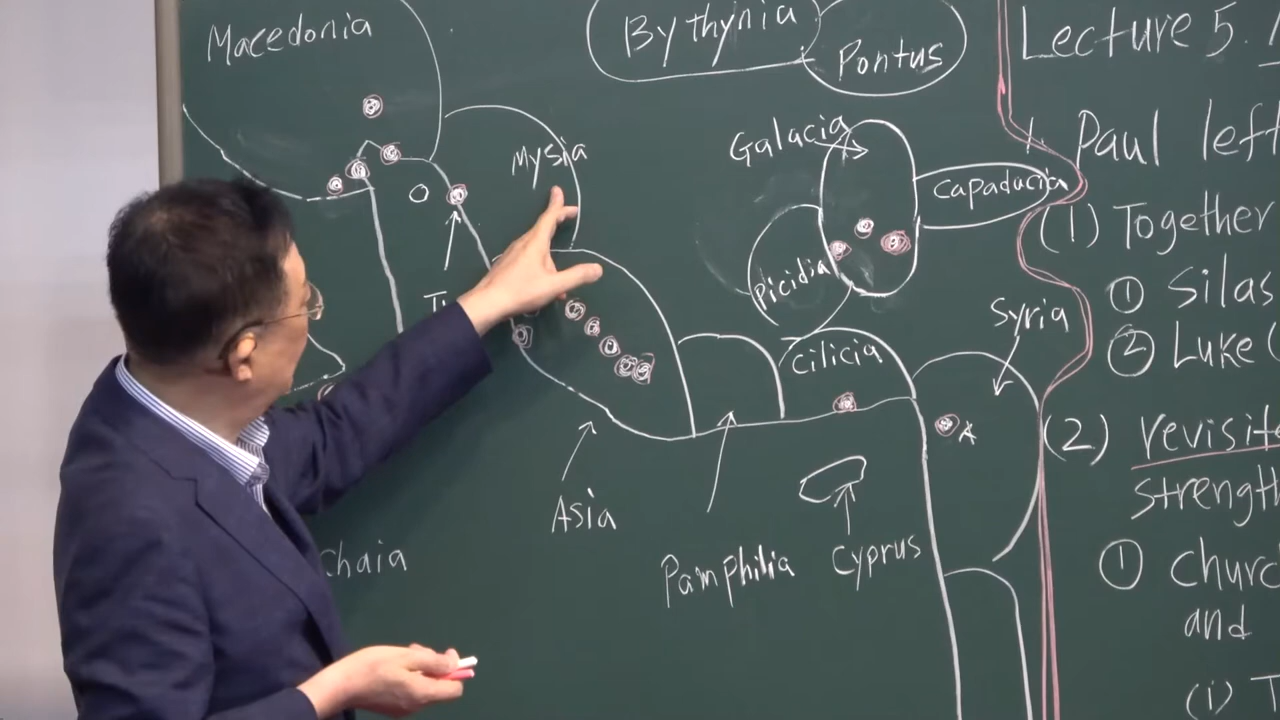 Macedonia
Bythynia
Pontus
Mysia
Galacia
Capaducia
Picidia
Cilicia
Syria
A
Asia
Pamphilia
Cyprus
chaia
Lecture 5.
Paul left
(1) Together
① Silas
② Luke (
(2) revisite
strength
① Churc
and
(i) T